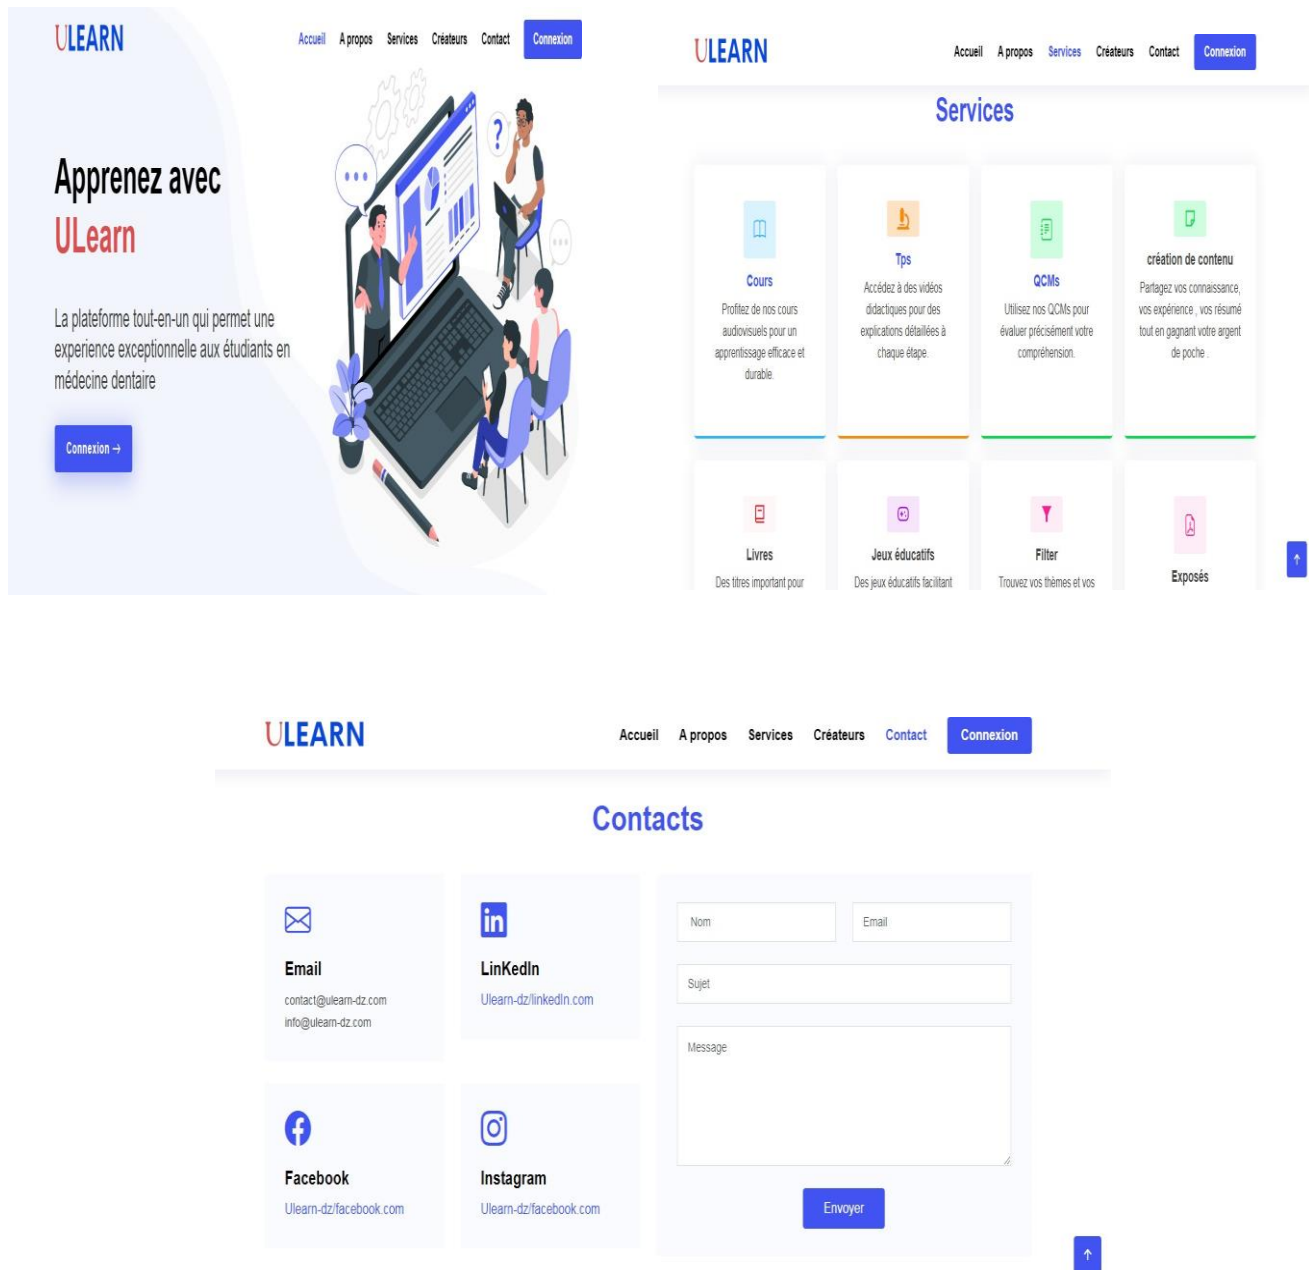 ULEARN
Accueil A propos Services Créateurs Contact Connexion
Apprenez avec
ULearn
La plateforme tout-en-un qui permet une
experience exceptionnelle aux étudiants en
médecine dentaire
Connexion →
?
ULEARN
Accueil A propos Services Créateurs Contact Connexion
Services
Cours
Profitez de nos cours
audiovisuels pour un
apprentissage efficace et
durable.
Tps
Accédez à des vidéos
didactiques pour des
explications détaillées à
chaque étape.
QCMs
Utilisez nos QCMs pour
évaluer précisément votre
compréhension.
création de contenu
Partagez vos connaissance,
vos expérience , vos résumé
tout en gagnant votre argent
de poche .
Livres
Des titres important pour
Jeux éducatifs
Des jeux éducatifs facilitant
Filter
Trouvez vos thèmes et vos
Exposés
ULEARN
Accueil A propos Services Créateurs Contact Connexion
Contacts
Email
contact@ulearn-dz.com
info@ulearn-dz.com
LinKedIn
Ulearn-dz/linkedIn.com
Facebook
Ulearn-dz/facebook.com
Instagram
Ulearn-dz/facebook.com
Nom Email
Sujet
Message
Envoyer